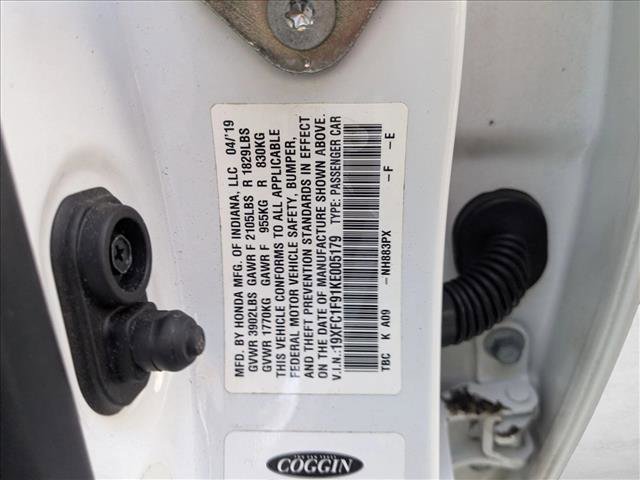 MFD. BY HONDA MFG. OF INDIANA, LLC 04/'19
GVWR 3902LBS GAWR F 2105LBS R 1829LBS
GVWR 1770KG GAWR F 955KG R 830KG
THIS VEHICLE CONFORMS TO ALL APPLICABLE
FEDERAL MOTOR VEHICLE SAFETY, BUMPER,
AND THEFT PREVENTION STANDARDS IN EFFECT
ON THE DATE OF MANUFACTURE SHOWN ABOVE.
V.I.N.:19XFC1F91KE005179 TYPE: PASSENGER CAR
TBC K A09 -NH883PX -F -E
COGGIN